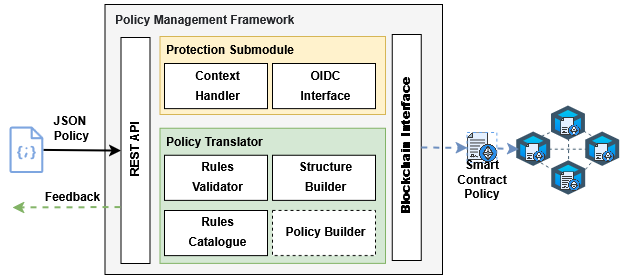 Policy Management Framework
Protection Submodule
Context
Handler
OIDC
Interface
REST API
Blockchain Interface
JSON
Policy
{;}
Policy Translator
Rules
Validator
Structure
Builder
Feedback
Rules
Catalogue
Policy Builder
Smart
Contract
Policy